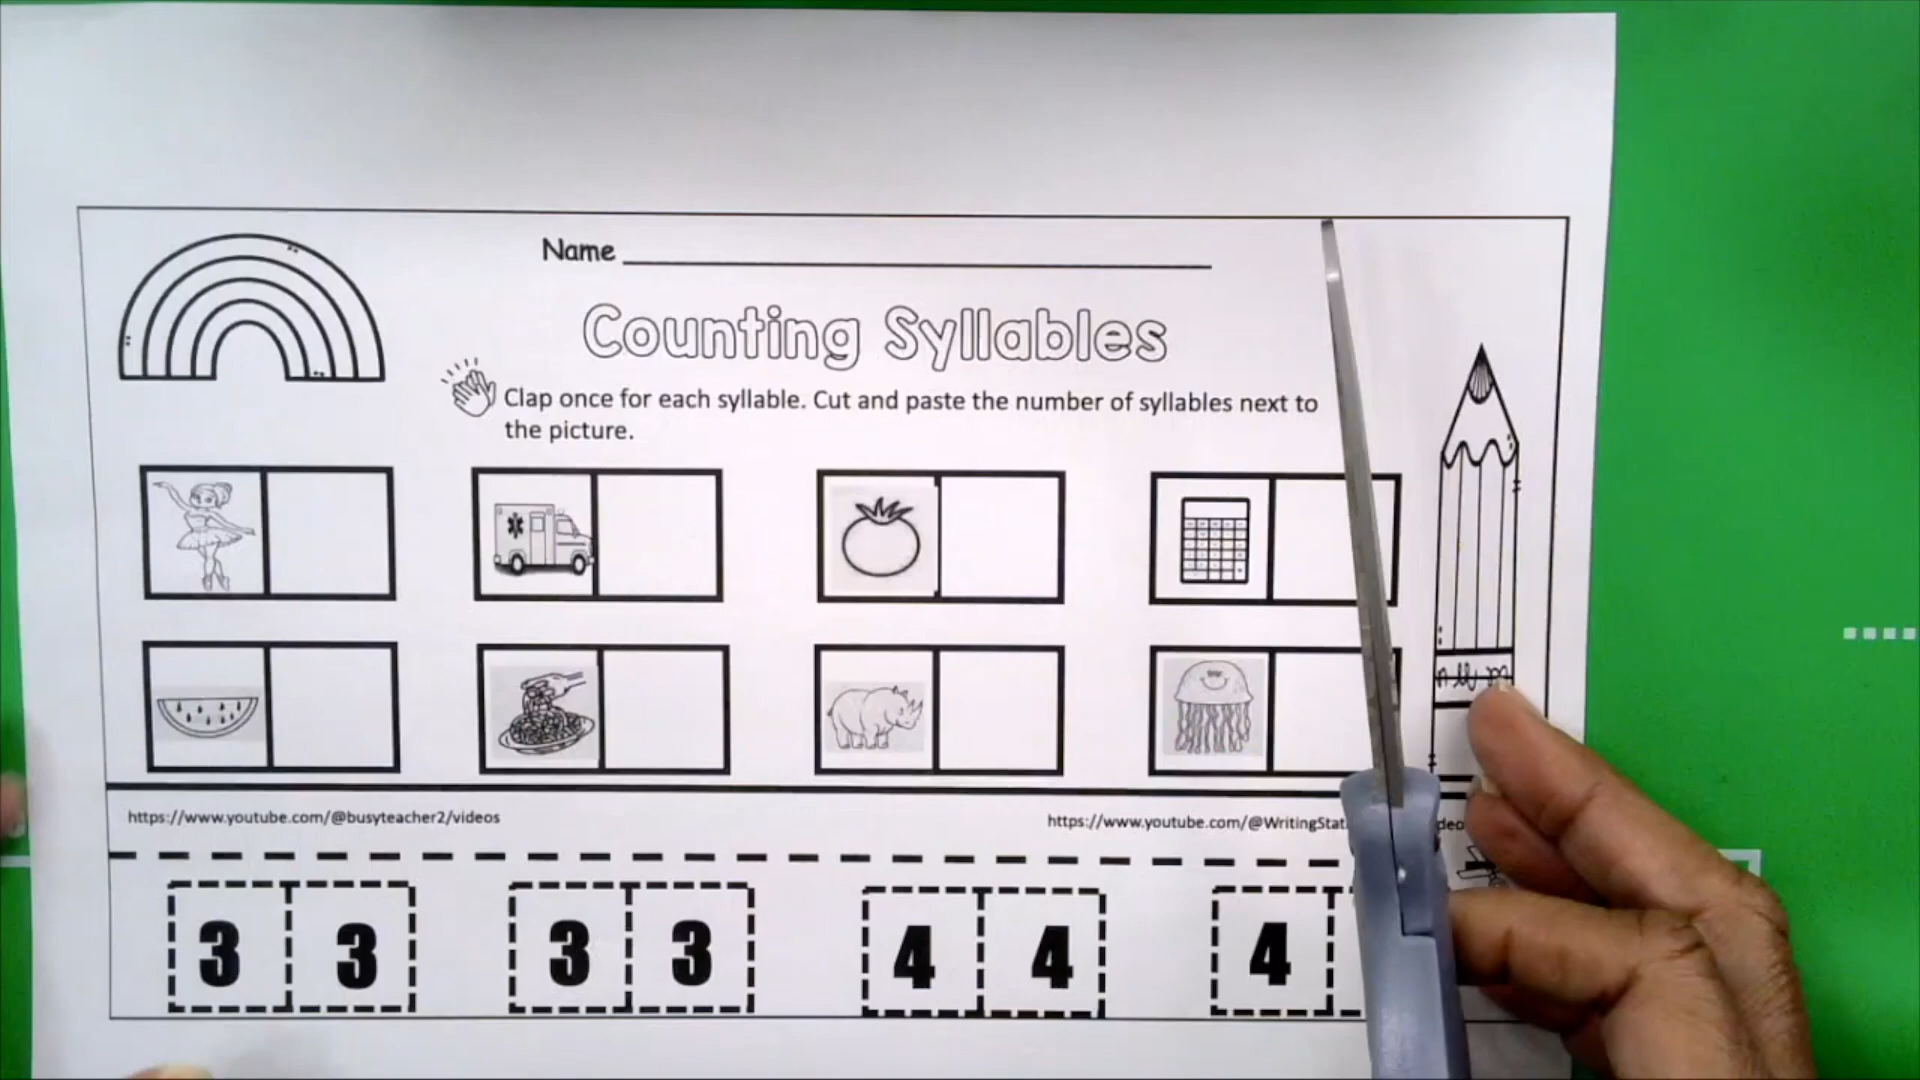 Name
Counting Syllables
Clap once for each syllable. Cut and paste the number of syllables next to
the picture.
https://www.youtube.com/@busyteacher2/videos
https://www.youtube.com/@WritingStat
3 3 3 3 4 4 4